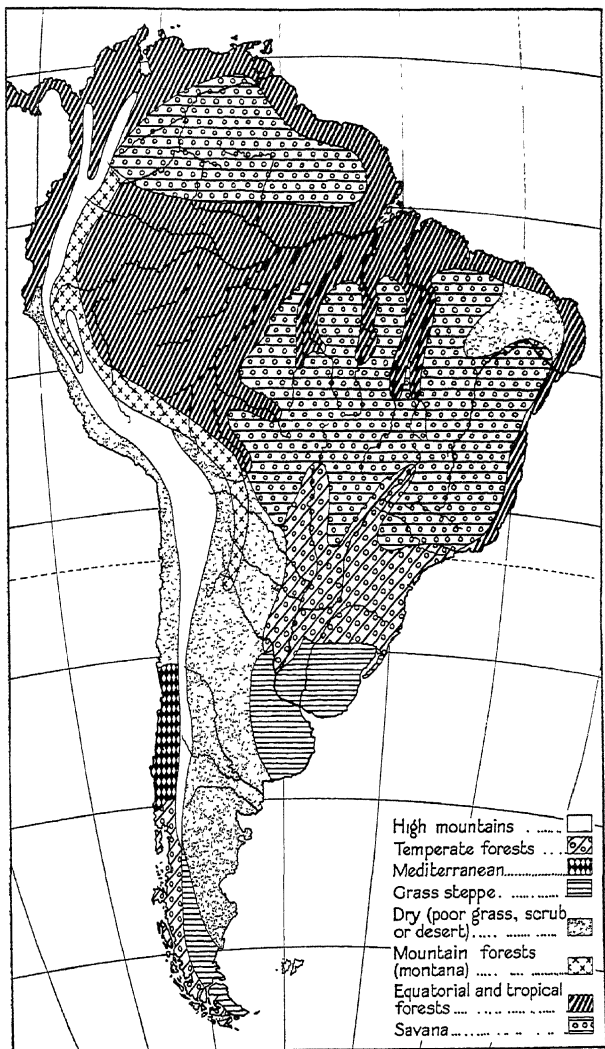 High mountains . . .....
Temperate forests ...
Mediterranean...............
Grass steppe. . ..........
Dry (poor grass, scrub
or desert).... ....... ......
Mountain forests
(montana) .... .. ... .....
Equatorial and tropical
forests...... ... .. ... .....
Savana.... ... ............